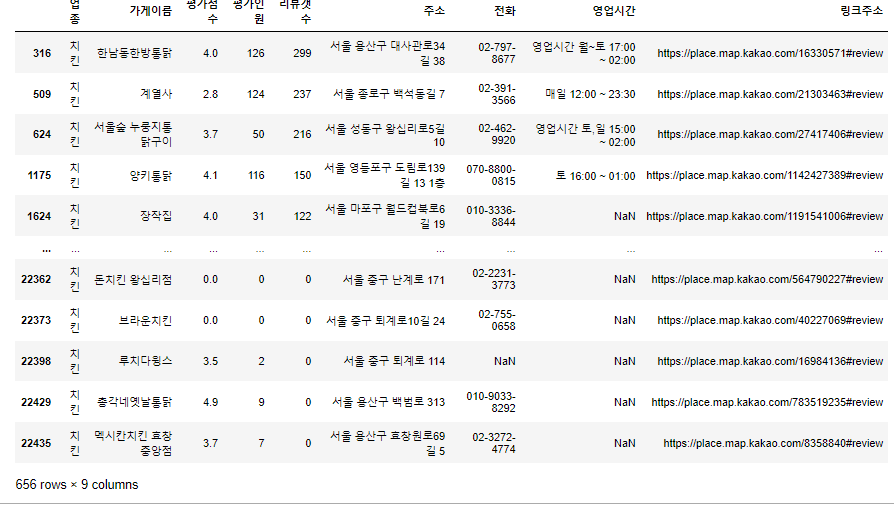 업종 가게이름 평가점수 평가인원 리뷰갯수 주소 전화 영업시간 링크주소
316 치킨 한남동한방통닭 4.0 126 299 서울 용산구 대사관로34길 38 02-797-8677 영업시간 월~토 17:00 ~ 02:00 https://place.map.kakao.com/16330571#review
509 치킨 계열사 2.8 124 237 서울 종로구 백석동길 7 02-391-3566 매일 12:00 ~ 23:30 https://place.map.kakao.com/21303463#review
624 치킨 서울숲 누룽지통닭구이 3.7 50 216 서울 성동구 왕십리로5길 10 02-462-9920 영업시간 토,일 15:00 ~ 02:00 https://place.map.kakao.com/27417406#review
1175 치킨 양키통닭 4.1 116 150 서울 영등포구 도림로139길 13 1층 070-8800-0815 토 16:00 ~ 01:00 https://place.map.kakao.com/1142427389#review
1624 치킨 장작집 4.0 31 122 서울 마포구 월드컵북로6길 19 010-3336-8844 NaN https://place.map.kakao.com/1191541006#review
... ... ... ... ... ... ... ... ... ...
22362 치킨 돈치킨 왕십리점 0.0 0 0 서울 중구 난계로 171 02-2231-3773 NaN https://place.map.kakao.com/564790227#review
22373 치킨 브라운치킨 0.0 0 0 서울 중구 퇴계로10길 24 02-755-0658 NaN https://place.map.kakao.com/40227069#review
22398 치킨 루치다윙스 3.5 2 0 서울 중구 퇴계로 114 NaN NaN https://place.map.kakao.com/16984136#review
22429 치킨 총각네옛날통닭 4.9 9 0 서울 용산구 백범로 313 010-9033-8292 NaN https://place.map.kakao.com/783519235#review
22435 치킨 멕시칸치킨 효창중앙점 3.7 7 0 서울 용산구 효창원로69길 5 02-3272-4774 NaN https://place.map.kakao.com/8358840#review
656 rows × 9 columns